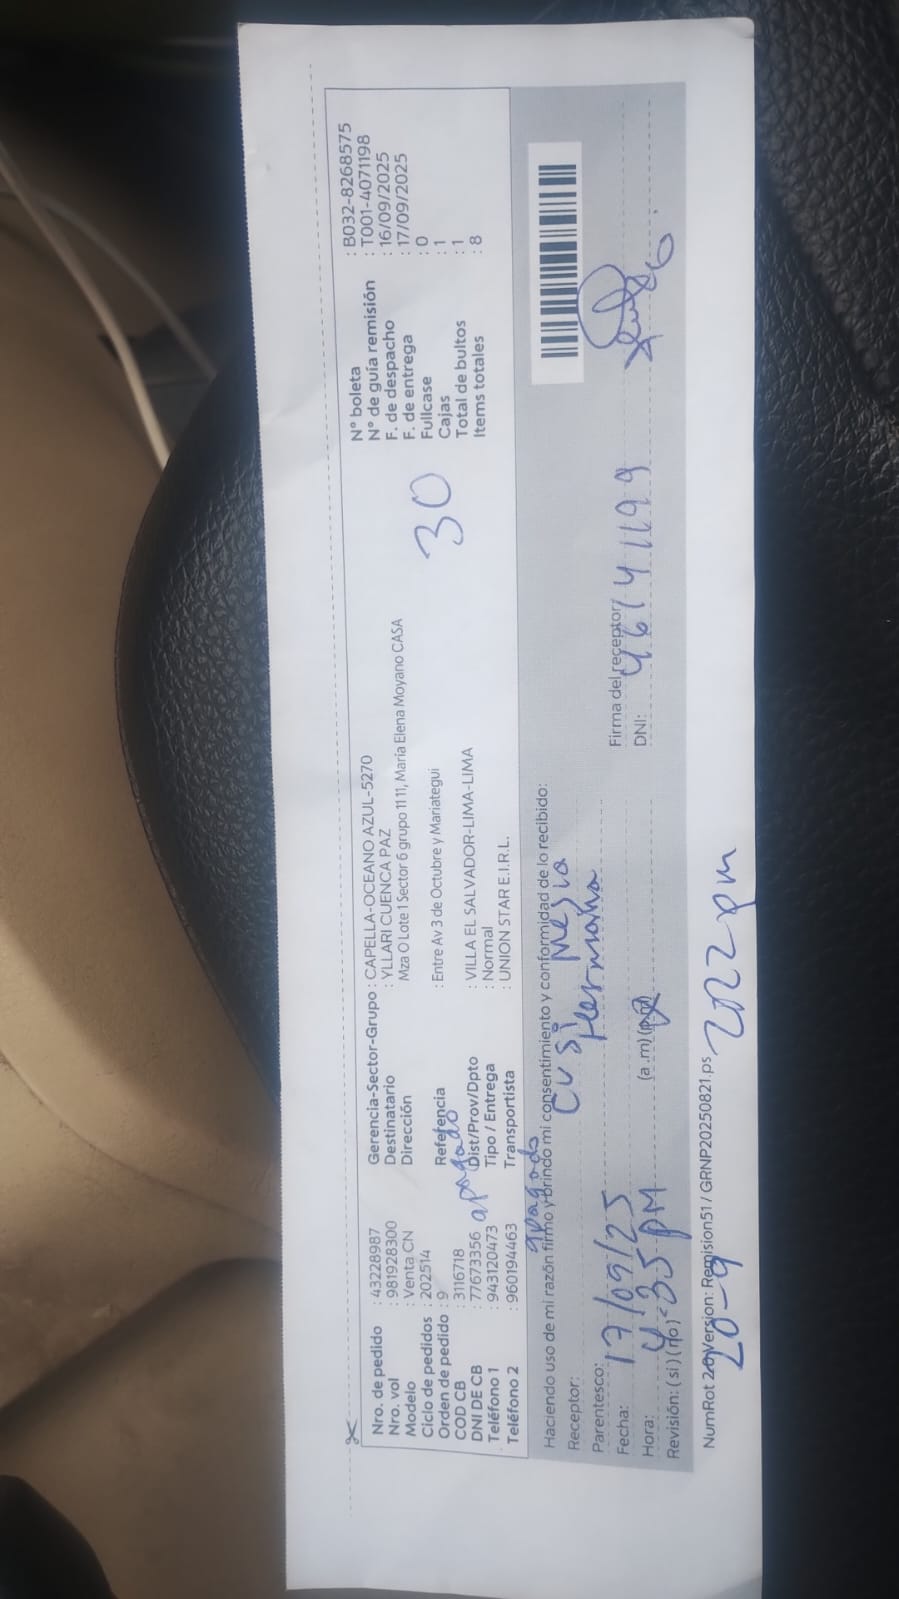 Nro. de pedido : 43228987
Nro. vol : 981928300
Modelo : Venta CN
Ciclo de pedidos : 202514
Orden de pedido : 9
COD CB : 3116718
DNI DE CB : 77673356
Teléfono 1 : 943120473 apagado
Teléfono 2 : 960194463 apagado
Gerencia-Sector-Grupo : CAPELLA-OCEANO AZUL-5270
Destinatario : YLLARI CUENCA PAZ
Dirección Mza O Lote 1 Sector 6 grupo 11 11, María Elena Moyano CASA
Referencia : Entre Av 3 de Octubre y Mariategui
Dist/Prov/Dpto : VILLA EL SALVADOR-LIMA-LIMA
Tipo / Entrega : Normal
Transportista : UNION STAR E.I.R.L.
30
N° boleta : B032-8268575
N° de guía remisión : T001-4071198
F. de despacho : 16/09/2025
F. de entrega : 17/09/2025
Fullcase : 0
Cajas : 1
Total de bultos : 1
Items totales : 8
Haciendo uso de mi razón firmo y brindo mi consentimiento y conformidad de lo recibido:
Receptor: Cusi Mezia
Parentesco: Hermana
Fecha: 17/09/25
Hora: 4:35 PM (a.m) (p.m)
Revisión: (si) (no)
Firma del receptor:
DNI: 46741199
NumRot 2.0 Version: Remision51 / GRNP20250821.ps
20-9 2022 pm